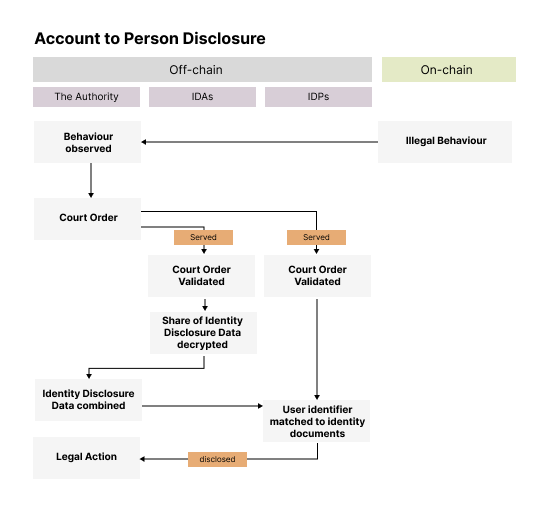 Account to Person Disclosure
Off-chain
On-chain
The Authority
IDAs
IDPs
Behaviour
observed
Illegal Behaviour
Court Order
Served
Served
Court Order
Validated
Court Order
Validated
Share of Identity
Disclosure Data
decrypted
Identity Disclosure
Data combined
User identifier
matched to identity
documents
Legal Action
disclosed